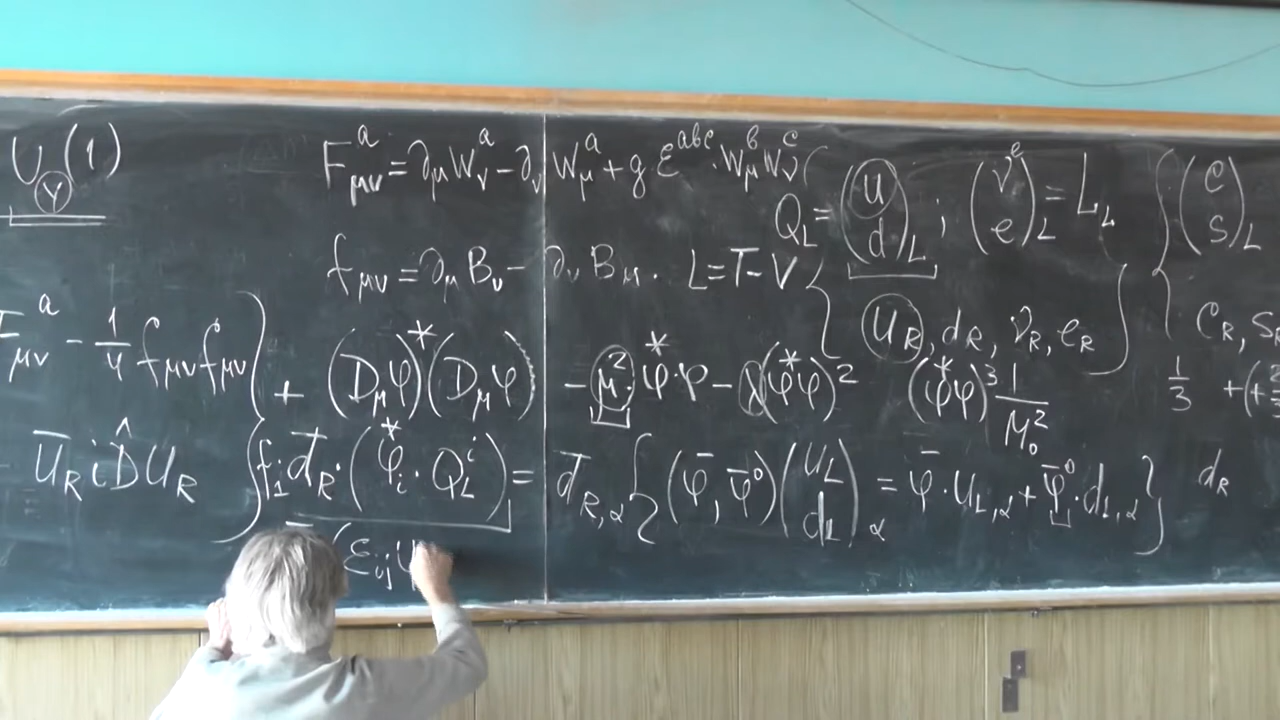 U_Y(1)
F^a_{μν} = ∂_μ W^a_ν − ∂_ν W^a_μ + g ε^{abc} · W^b_μ W^c_ν
Q_L = (u d)_L ; (ν^e e)_L = L_L { (c s)_L
f_{μν} = ∂_μ B_ν − ∂_ν B_μ . L = T − V { u_R, d_R, ν_R, e_R } c_R, s_R
F^a_{μν} − 1/4 f_{μν} f_{μν} } + (D_μ φ)^* (D_μ φ) − μ^2 · φ^* · φ − λ(φ^* φ)^2 (φ^* φ)^3 1/M_0^2 1/3
Ū_R i D̂ U_R } f_1 d̄_R · (φ^*_i · Q^i_L) = d̄_{R,α} { (φ^-, φ̄^0) (u_L d_L)_α = φ^- · u_{L,α} + φ̄^0 · d_{L,α} } d_R
(ε_{ij} φ